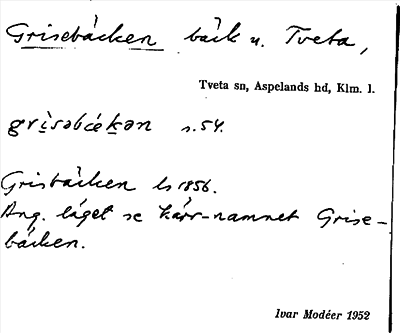 Grisebäcken bäck n. Tveta,
Tveta sn, Aspelands hd, Klm. l.
s. 54.
Grisbäcken ls 1856.
Ang. läget se kärr-namnet Grise-
bäcken.
Ivar Modéer 1952